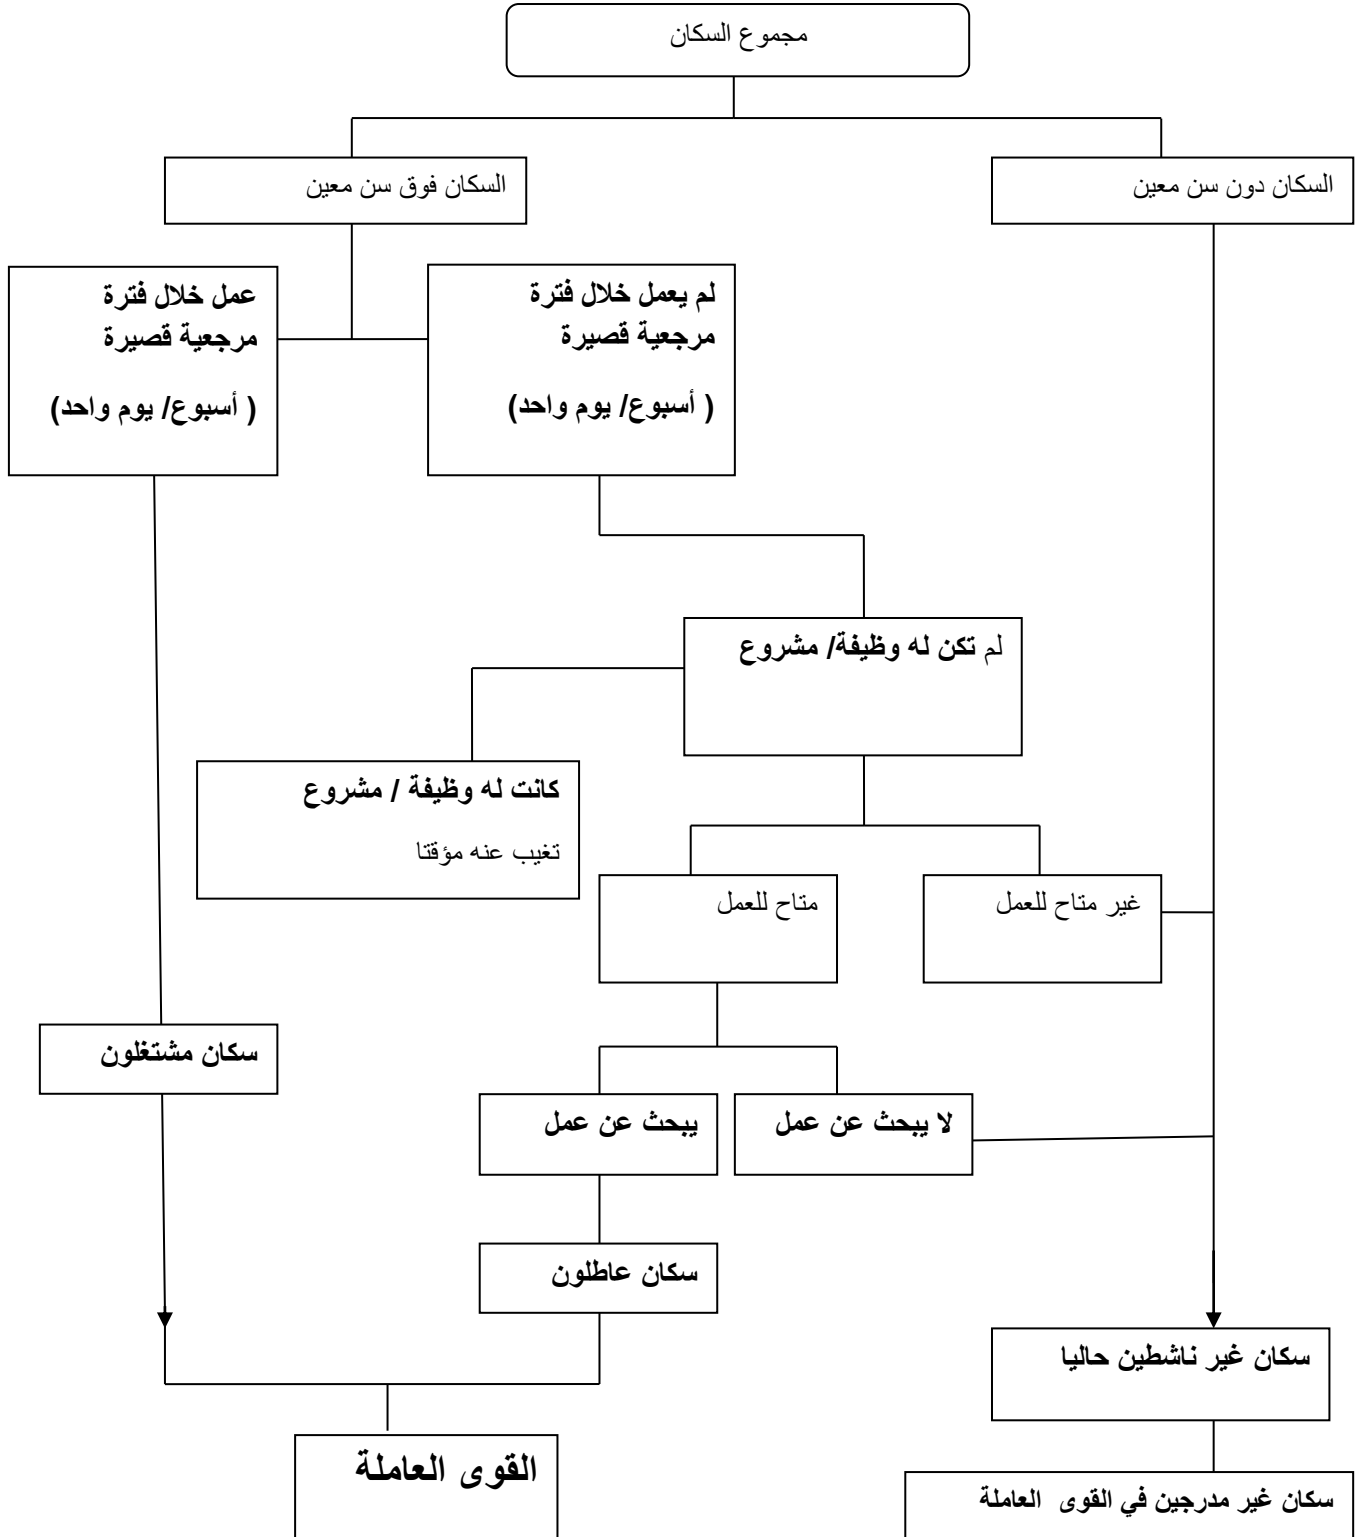 مجموع السكان
السكان دون سن معين
السكان فوق سن معين
لم يعمل خلال فترة
مرجعية قصيرة
( أسبوع/ يوم واحد)
عمل خلال فترة
مرجعية قصيرة
( أسبوع/ يوم واحد)
لم تكن له وظيفة/ مشروع
كانت له وظيفة / مشروع
تغيب عنه مؤقتا
غير متاح للعمل
متاح للعمل
سكان مشتغلون
لا يبحث عن عمل
يبحث عن عمل
سكان عاطلون
سكان غير ناشطين حاليا
القوى العاملة
سكان غير مدرجين في القوى العاملة